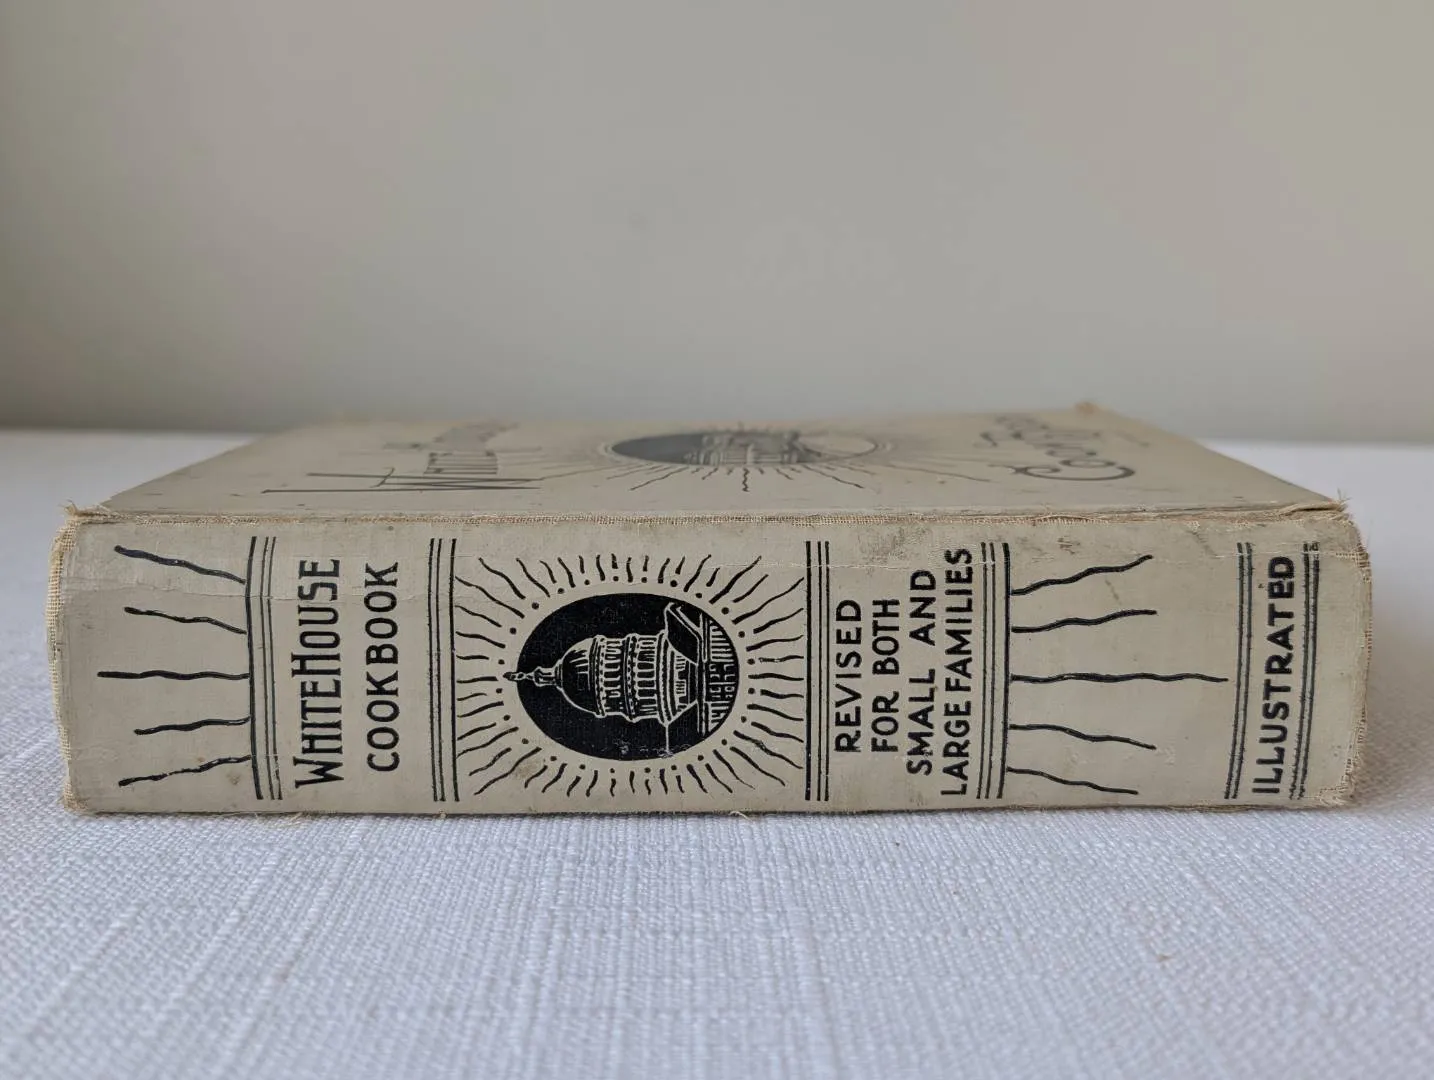 WHITEHOUSE
COOKBOOK
REVISED
FOR BOTH
SMALL AND
LARGE FAMILIES
ILLUSTRATED